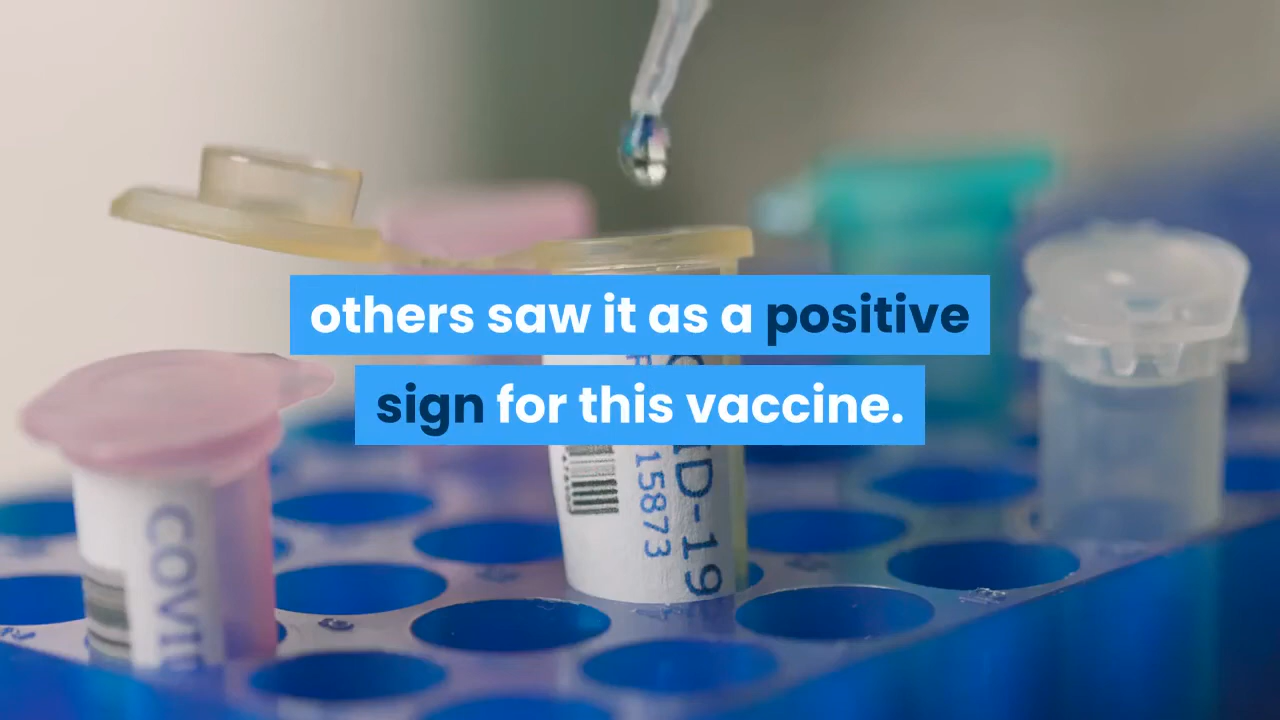 others saw it as a positive
sign for this vaccine.
15873
D-19
COVI